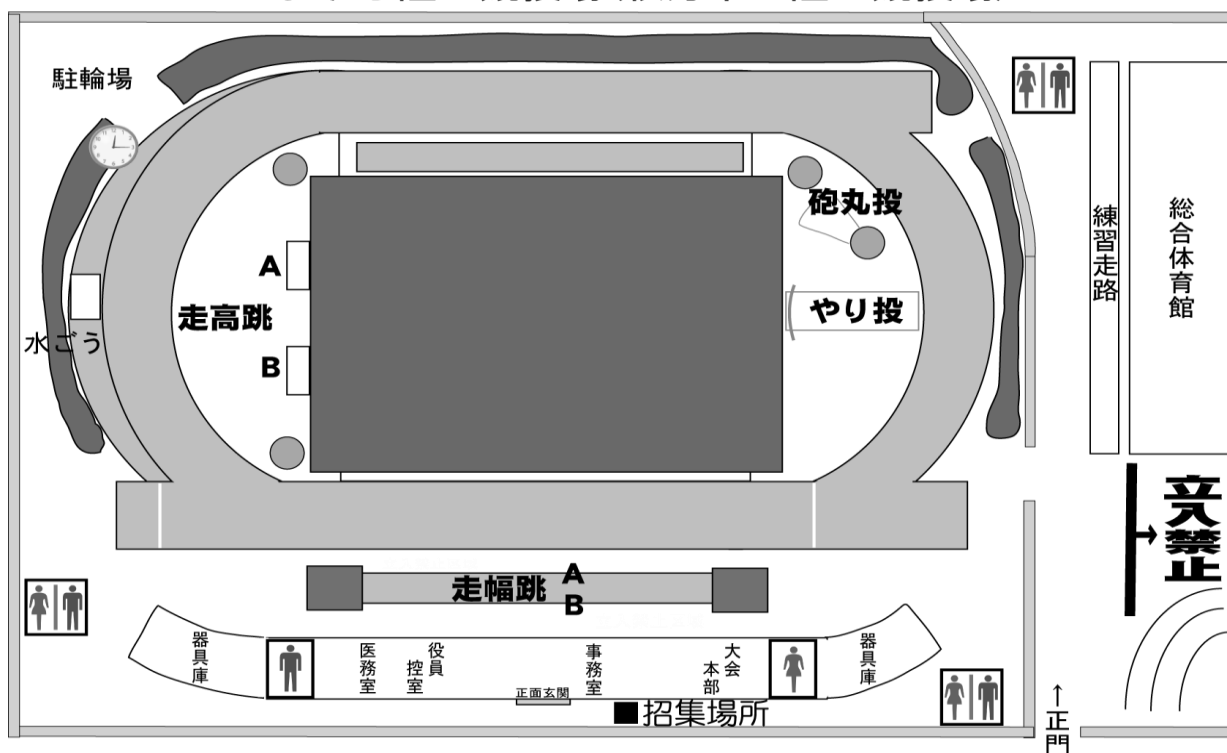 駐輪場
砲丸投
練習走路
総合体育館
A
走高跳
やり投
水ごう
B
立入禁止
走幅跳
A
B
器具庫
医務室
役員
控室
事務室
大会
本部
器具庫
正面玄関
■招集場所
↑正門